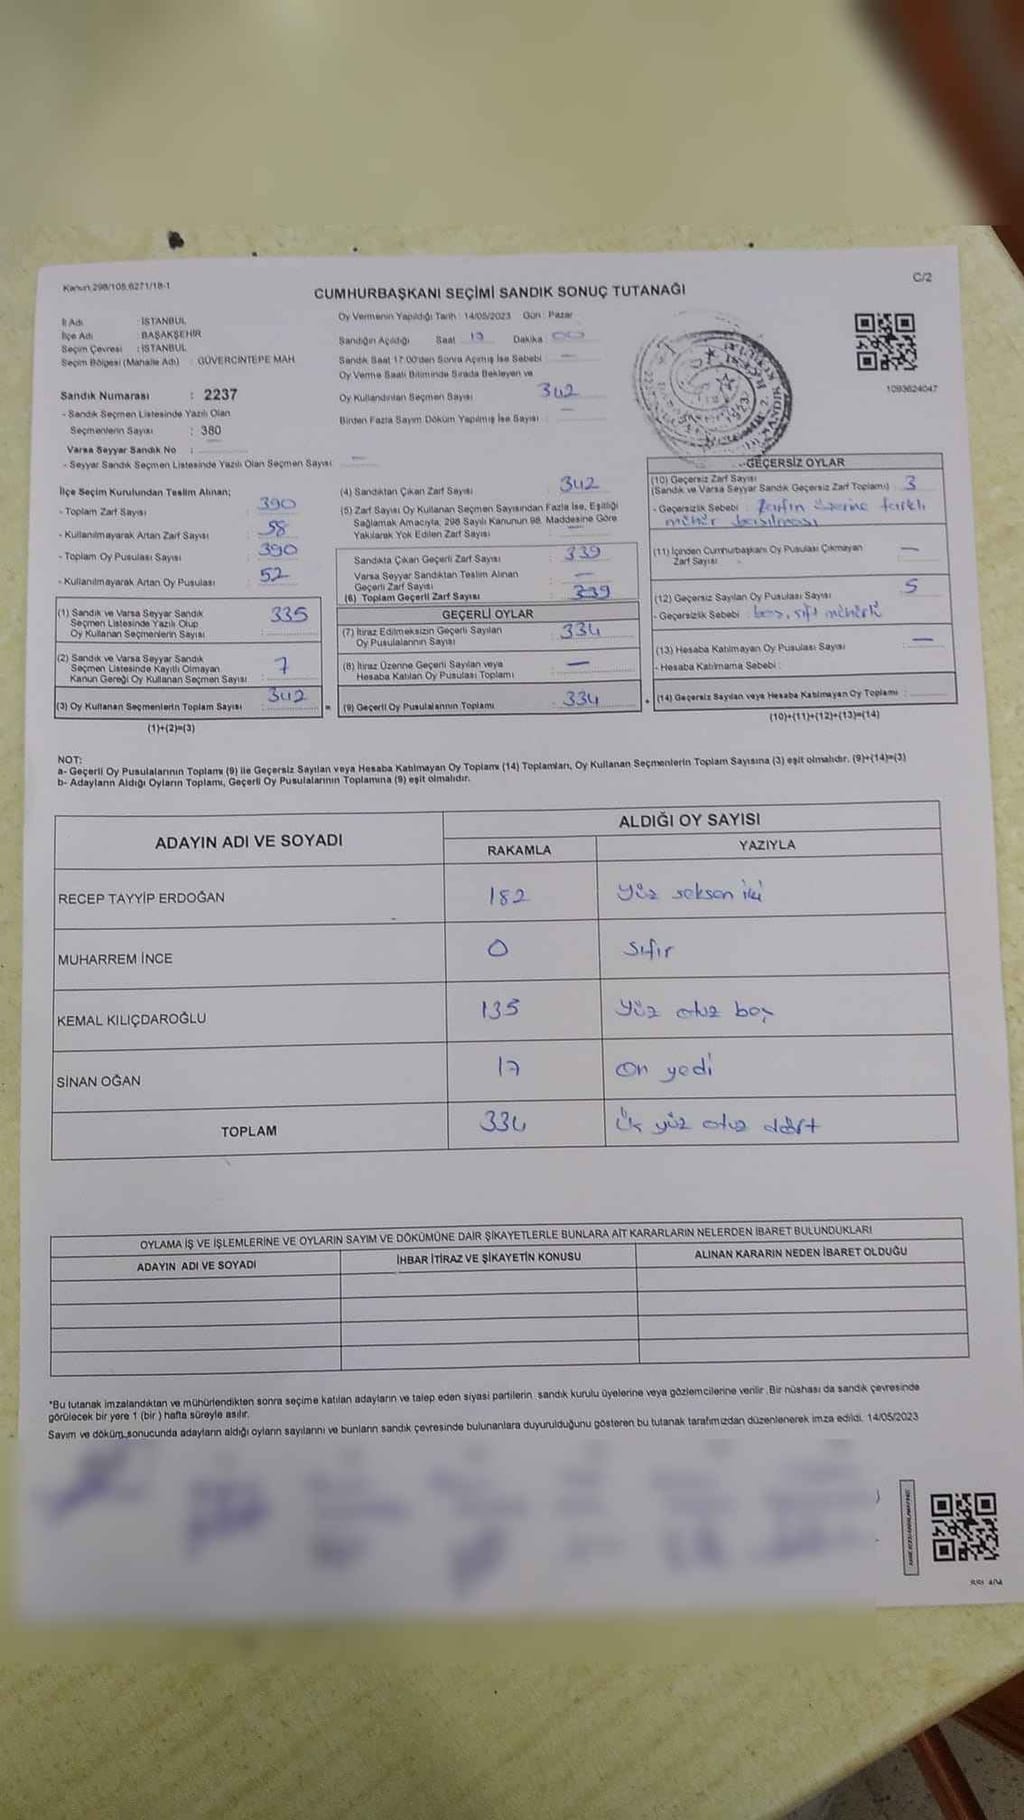 Kanun:298/105,6271/18-1
C/2
CUMHURBAŞKANI SEÇİMİ SANDIK SONUÇ TUTANAĞI
İl Adı : İSTANBUL
İlçe Adı : BAŞAKŞEHİR
Seçim Çevresi : İSTANBUL
Seçim Bölgesi (Mahalle Adı) : GÜVERCİNTEPE MAH
Sandık Numarası : 2237
- Sandık Seçmen Listesinde Yazılı Olan
Seçmenlerin Sayısı : 380
Varsa Seyyar Sandık No :
- Seyyar Sandık Seçmen Listesinde Yazılı Olan Seçmen Sayısı : —
Oy Vermenin Yapıldığı Tarih : 14/05/2023 Gün : Pazar
Sandığın Açıldığı Saat Dakika 00
Sandık Saat 17:00'den Sonra Açılmış İse Sebebi : —
Oy Verme Saati Bitiminde Sırada Bekleyen ve
Oy Kullandırılan Seçmen Sayısı : 342
Birden Fazla Sayım Döküm Yapılmış İse Sayısı : —
1093624047
İlçe Seçim Kurulundan Teslim Alınan;
- Toplam Zarf Sayısı : 390
- Kullanılmayarak Artan Zarf Sayısı : 58
- Toplam Oy Pusulası Sayısı : 390
- Kullanılmayarak Artan Oy Pusulası : 52
(1) Sandık ve Varsa Seyyar Sandık
Seçmen Listesinde Yazılı Olup
Oy Kullanan Seçmenlerin Sayısı : 335
(2) Sandık ve Varsa Seyyar Sandık
Seçmen Listesinde Kayıtlı Olmayan
Kanun Gereği Oy Kullanan Seçmen Sayısı : 7
(3) Oy Kullanan Seçmenlerin Toplam Sayısı : 342
(1)+(2)=(3)
(4) Sandıktan Çıkan Zarf Sayısı : 342
(5) Zarf Sayısı Oy Kullanan Seçmen Sayısından Fazla İse, Eşitliği
Sağlamak Amacıyla, 298 Sayılı Kanunun 98. Maddesine Göre
Yakılarak Yok Edilen Zarf Sayısı : —
Sandıkta Çıkan Geçerli Zarf Sayısı : 339
Varsa Seyyar Sandıktan Teslim Alınan
Geçerli Zarf Sayısı : —
(6) Toplam Geçerli Zarf Sayısı : 339
GEÇERLİ OYLAR
(7) İtiraz Edilmeksizin Geçerli Sayılan
Oy Pusulalarının Sayısı : 334
(8) İtiraz Üzerine Geçerli Sayılan veya
Hesaba Katılan Oy Pusulası Toplamı : —
= (9) Geçerli Oy Pusulalarının Toplamı : 334
GEÇERSİZ OYLAR
(10) Geçersiz Zarf Sayısı
(Sandık ve Varsa Seyyar Sandık Geçersiz Zarf Toplamı) : 3
- Geçersizlik Sebebi : Zarfın üzerine farklı
mühür basılması
(11) İçinden Cumhurbaşkanı Oy Pusulası Çıkmayan
Zarf Sayısı : —
(12) Geçersiz Sayılan Oy Pusulası Sayısı : 5
- Geçersizlik Sebebi : boş, çift mühürlü
(13) Hesaba Katılmayan Oy Pusulası Sayısı : —
- Hesaba Katılmama Sebebi :
+ (14) Geçersiz Sayılan veya Hesaba Katılmayan Oy Toplamı :
(10)+(11)+(12)+(13)=(14)
NOT:
a- Geçerli Oy Pusulalarının Toplamı (9) ile Geçersiz Sayılan veya Hesaba Katılmayan Oy Toplamı (14) Toplamları, Oy Kullanan Seçmenlerin Toplam Sayısına (3) eşit olmalıdır. (9)+(14)=(3)
b- Adayların Aldığı Oyların Toplamı, Geçerli Oy Pusulalarının Toplamına (9) eşit olmalıdır.
ADAYIN ADI VE SOYADI
ALDIĞI OY SAYISI
RAKAMLA YAZIYLA
RECEP TAYYİP ERDOĞAN 182 yüz seksen iki
MUHARREM İNCE 0 Sıfır
KEMAL KILIÇDAROĞLU 135 yüz otuz beş
SİNAN OĞAN 17 on yedi
TOPLAM 334 üç yüz otuz dört
OYLAMA İŞ VE İŞLEMLERİNE VE OYLARIN SAYIM VE DÖKÜMÜNE DAİR ŞİKAYETLERLE BUNLARA AİT KARARLARIN NELERDEN İBARET BULUNDUKLARI
ADAYIN ADI VE SOYADI İHBAR İTİRAZ VE ŞİKAYETİN KONUSU ALINAN KARARIN NEDEN İBARET OLDUĞU
*Bu tutanak imzalandıktan ve mühürlendikten sonra seçime katılan adayların ve talep eden siyasi partilerin sandık kurulu üyelerine veya gözlemcilerine verilir .Bir nüshası da sandık çevresinde
görülecek bir yere 1 (bir ) hafta süreyle asılır.
Sayım ve döküm sonucunda adayların aldığı oyların sayılarını ve bunların sandık çevresinde bulunanlara duyurulduğunu gösteren bu tutanak tarafımızdan düzenlenerek imza edildi. 14/05/2023